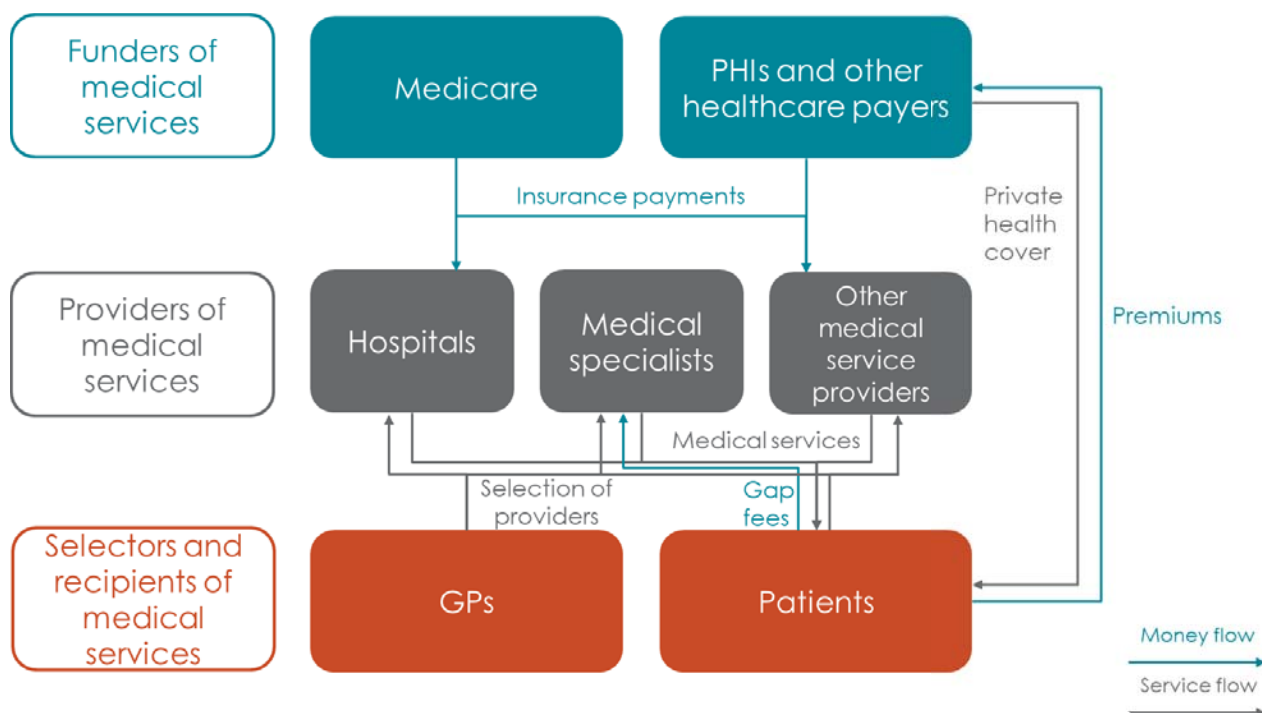 Funders of
medical
services
Medicare
PHIs and other
healthcare payers
Insurance payments
Private
health
cover
Premiums
Providers of
medical
services
Hospitals
Medical
specialists
Other
medical
service
providers
Medical services
Selection of
providers
Gap
fees
Selectors and
recipients of
medical
services
GPs
Patients
Money flow
Service flow